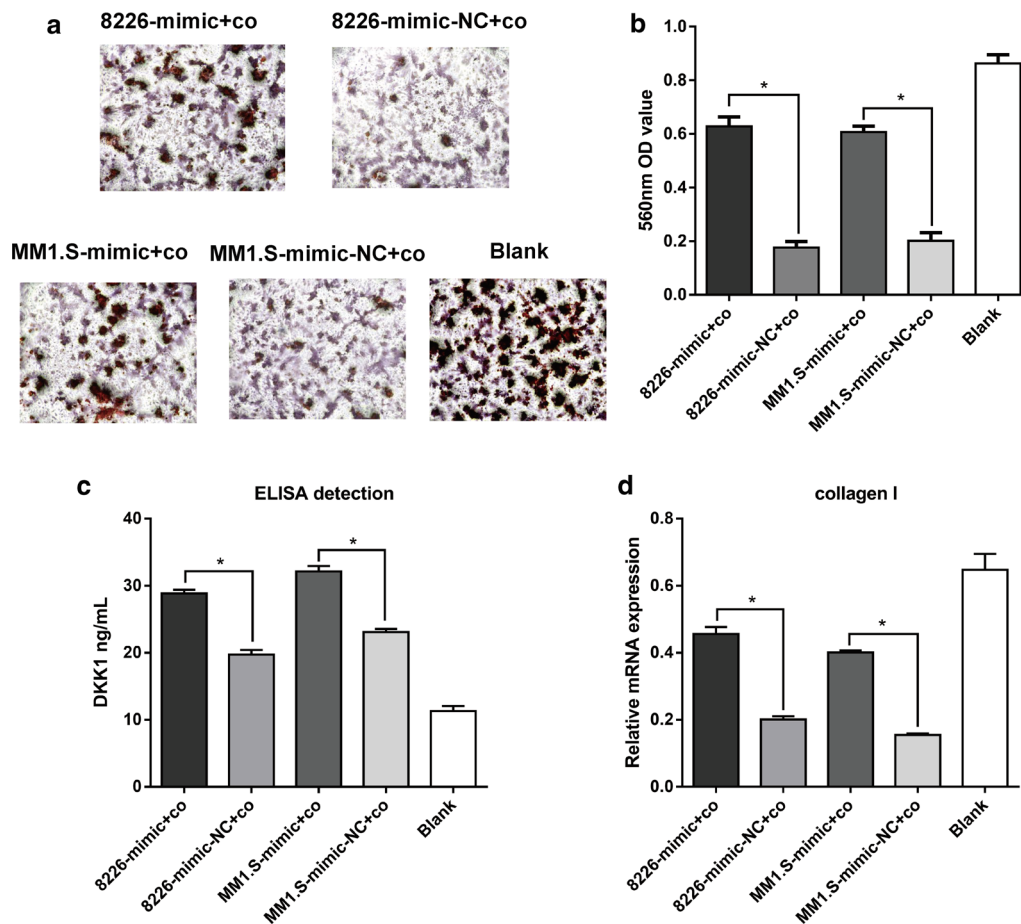 a
8226-mimic+co
8226-mimic-NC+co
MM1.S-mimic+co
MM1.S-mimic-NC+co
Blank
b
560nm OD value
1.0
0.8
0.6
0.4
0.2
0.0
*
*
8226-mimic+co
8226-mimic-NC+co
MM1.S-mimic+co
MM1.S-mimic-NC+co
Blank
c
ELISA detection
DKK1 ng/mL
40
30
20
10
0
*
*
8226-mimic+co
8226-mimic-NC+co
MM1.S-mimic+co
MM1.S-mimic-NC+co
Blank
d
collagen I
Relative mRNA expression
0.8
0.6
0.4
0.2
0.0
*
*
8226-mimic+co
8226-mimic-NC+co
MM1.S-mimic+co
MM1.S-mimic-NC+co
Blank